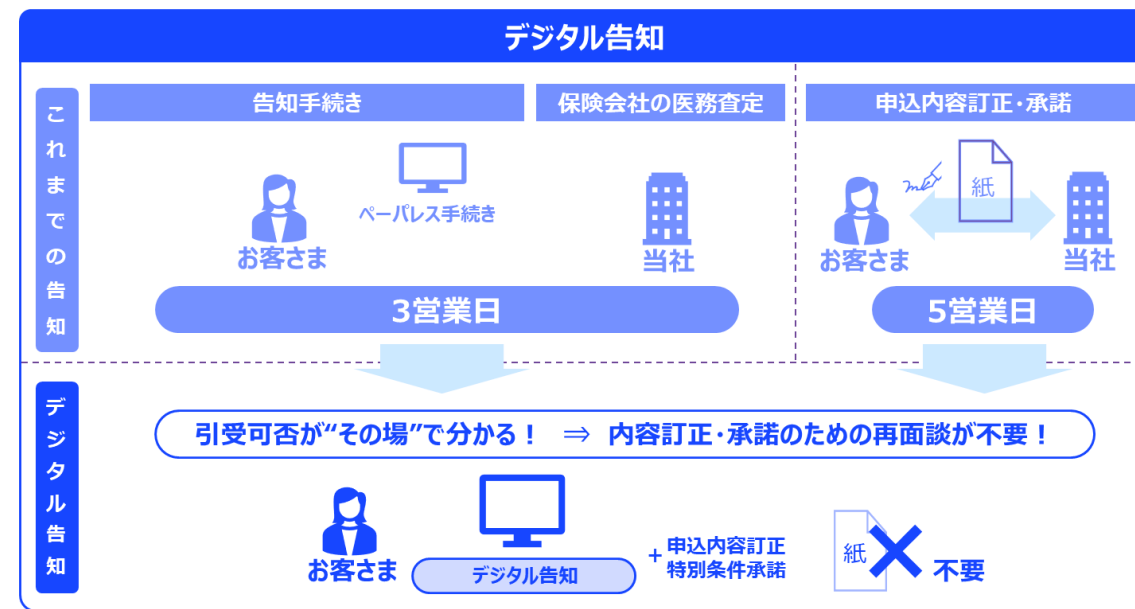 デジタル告知
これまでの告知
告知手続き
保険会社の医務査定
申込内容訂正・承諾
ペーパレス手続き
紙
お客さま
当社
お客さま
当社
3営業日
5営業日
デジタル告知
引受可否が“その場”で分かる！ ⇒ 内容訂正・承諾のための再面談が不要！
お客さま
デジタル告知
+申込内容訂正
特別条件承諾
紙
不要